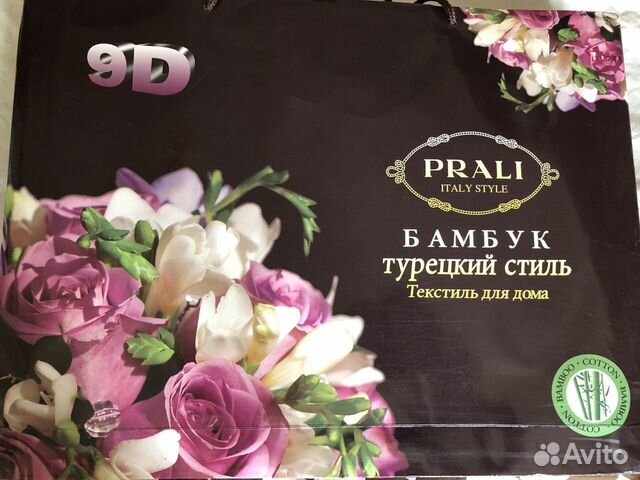 9D
PRALI
ITALY STYLE
БАМБУК
турецкий стиль
Текстиль для дома
BAMBOO · COTTON · BAMBOO · COTTON
Avito